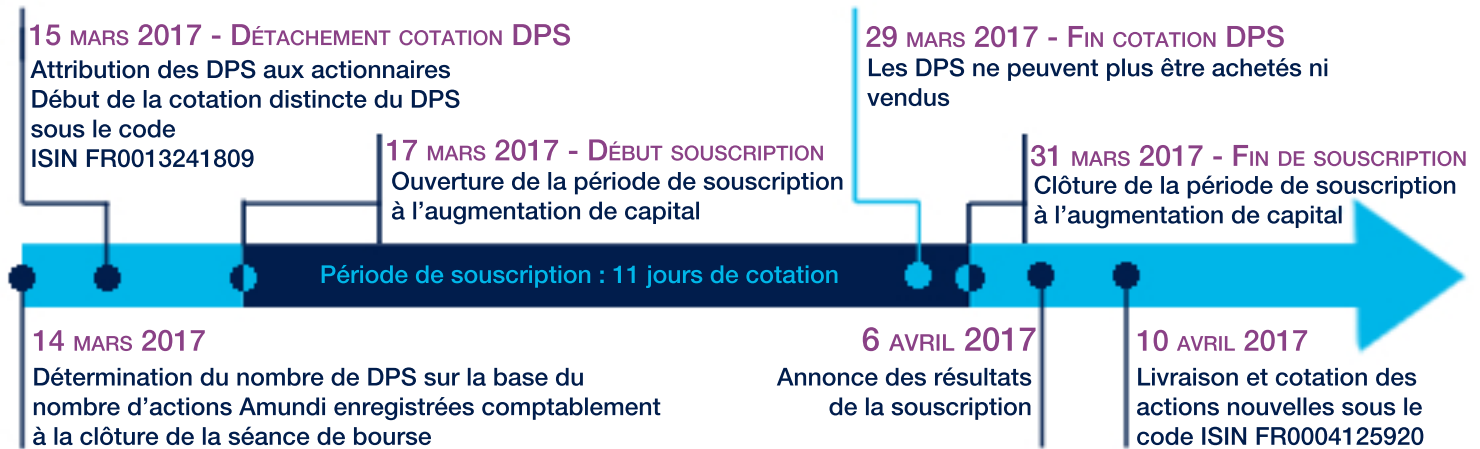 15 MARS 2017 - DÉTACHEMENT COTATION DPS
Attribution des DPS aux actionnaires
Début de la cotation distincte du DPS
sous le code
ISIN FR0013241809
17 MARS 2017 - DÉBUT SOUSCRIPTION
Ouverture de la période de souscription
à l’augmentation de capital
29 MARS 2017 - FIN COTATION DPS
Les DPS ne peuvent plus être achetés ni
vendus
31 MARS 2017 - FIN DE SOUSCRIPTION
Clôture de la période de souscription
à l’augmentation de capital
Période de souscription : 11 jours de cotation
14 MARS 2017
Détermination du nombre de DPS sur la base du
nombre d’actions Amundi enregistrées comptablement
à la clôture de la séance de bourse
6 AVRIL 2017
Annonce des résultats
de la souscription
10 AVRIL 2017
Livraison et cotation des
actions nouvelles sous le
code ISIN FR0004125920